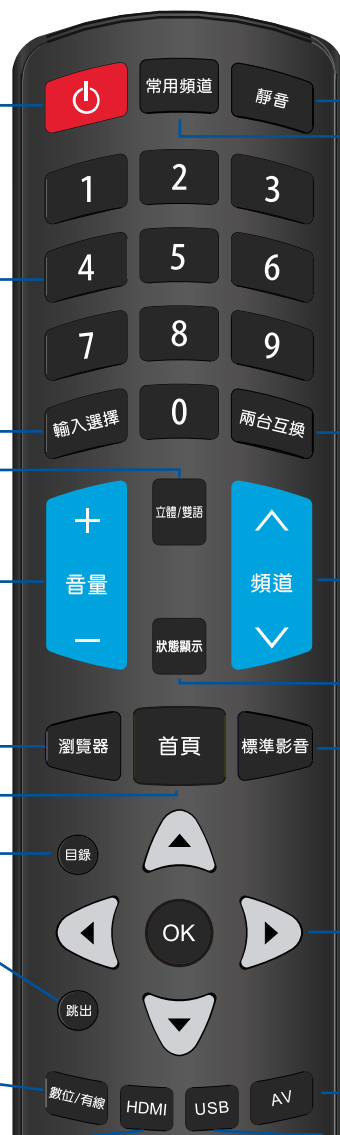 常用頻道 靜音
1 2 3
4 5 6
7 8 9
輸入選擇 0 兩台互換
立體/雙語
+ 音量 −
頻道
狀態顯示
瀏覽器 首頁 標準影音
目錄
OK
跳出
數位/有線 HDMI USB AV